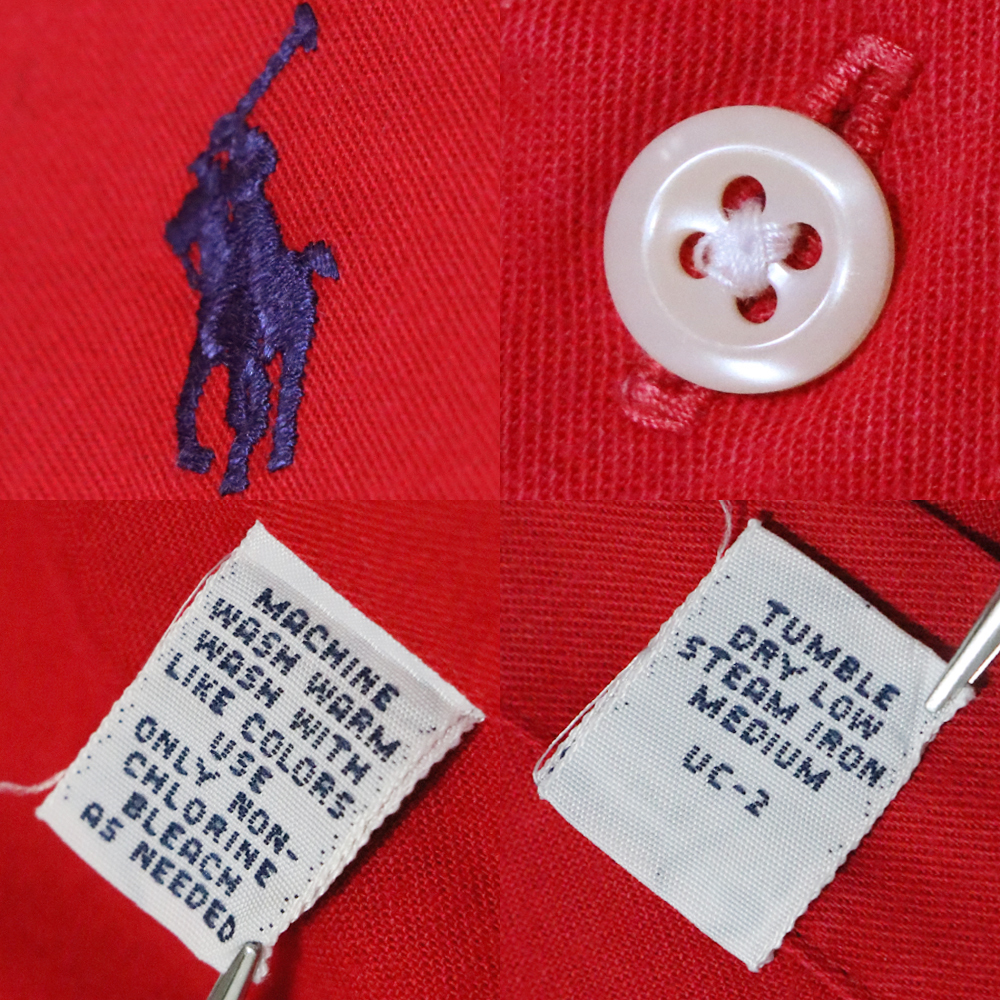 MACHINE
WASH WARM
WASH WITH
LIKE COLORS
USE
ONLY NON-
CHLORINE
BLEACH
AS NEEDED
TUMBLE
DRY LOW
STEAM IRON
MEDIUM
UC-2